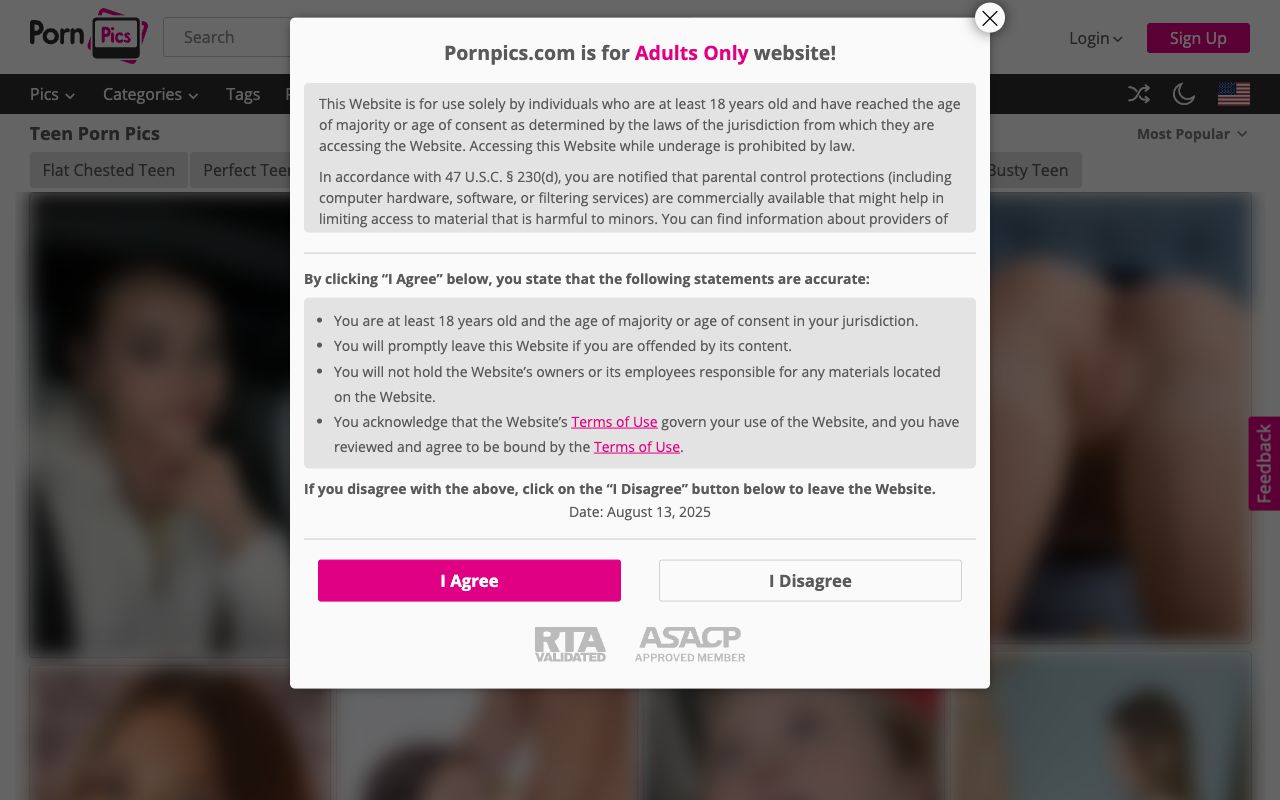 Porn Pics
Search
Login
Sign Up
Pics
Categories
Tags
Teen Porn Pics
Most Popular
Flat Chested Teen
Perfect
Busty Teen
Pornpics.com is for Adults Only website!
This Website is for use solely by individuals who are at least 18 years old and have reached the age
of majority or age of consent as determined by the laws of the jurisdiction from which they are
accessing the Website. Accessing this Website while underage is prohibited by law.
In accordance with 47 U.S.C. § 230(d), you are notified that parental control protections (including
computer hardware, software, or filtering services) are commercially available that might help in
limiting access to material that is harmful to minors. You can find information about providers of
By clicking “I Agree” below, you state that the following statements are accurate:
You are at least 18 years old and the age of majority or age of consent in your jurisdiction.
You will promptly leave this Website if you are offended by its content.
You will not hold the Website’s owners or its employees responsible for any materials located
on the Website.
You acknowledge that the Website’s Terms of Use govern your use of the Website, and you have
reviewed and agree to be bound by the Terms of Use.
If you disagree with the above, click on the “I Disagree” button below to leave the Website.
Date: August 13, 2025
I Agree
I Disagree
RTA
VALIDATED
ASACP
APPROVED MEMBER
Feedback